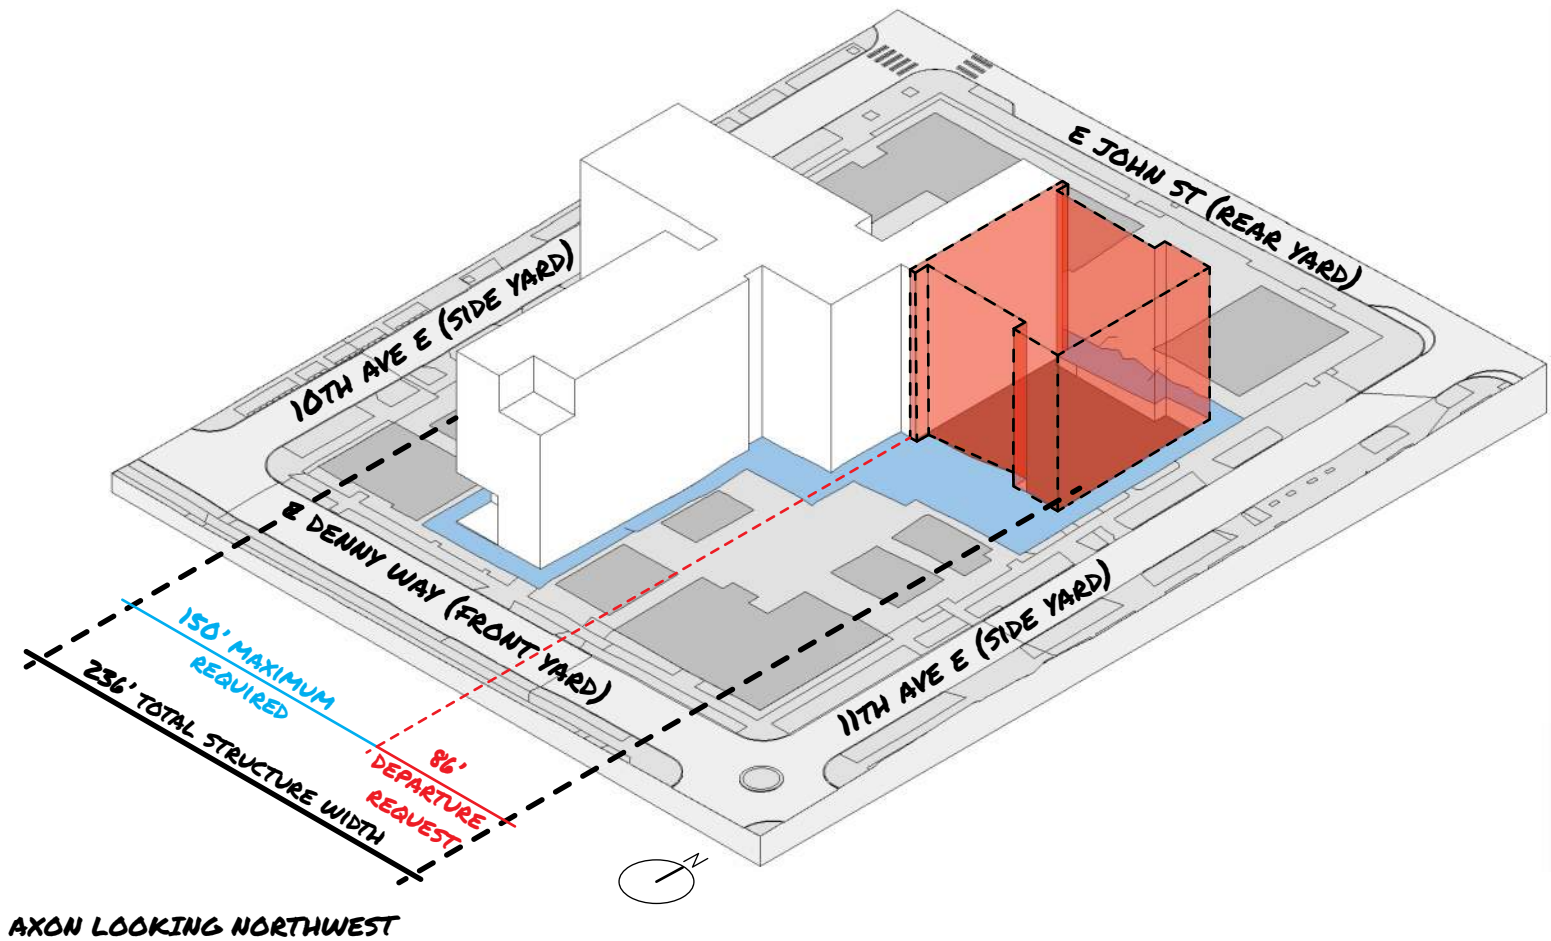 E JOHN ST (REAR YARD)
10TH AVE E (SIDE YARD)
E DENNY WAY (FRONT YARD)
11TH AVE E (SIDE YARD)
150' MAXIMUM
REQUIRED
236' TOTAL STRUCTURE WIDTH
86'
DEPARTURE
REQUEST
N
AXON LOOKING NORTHWEST